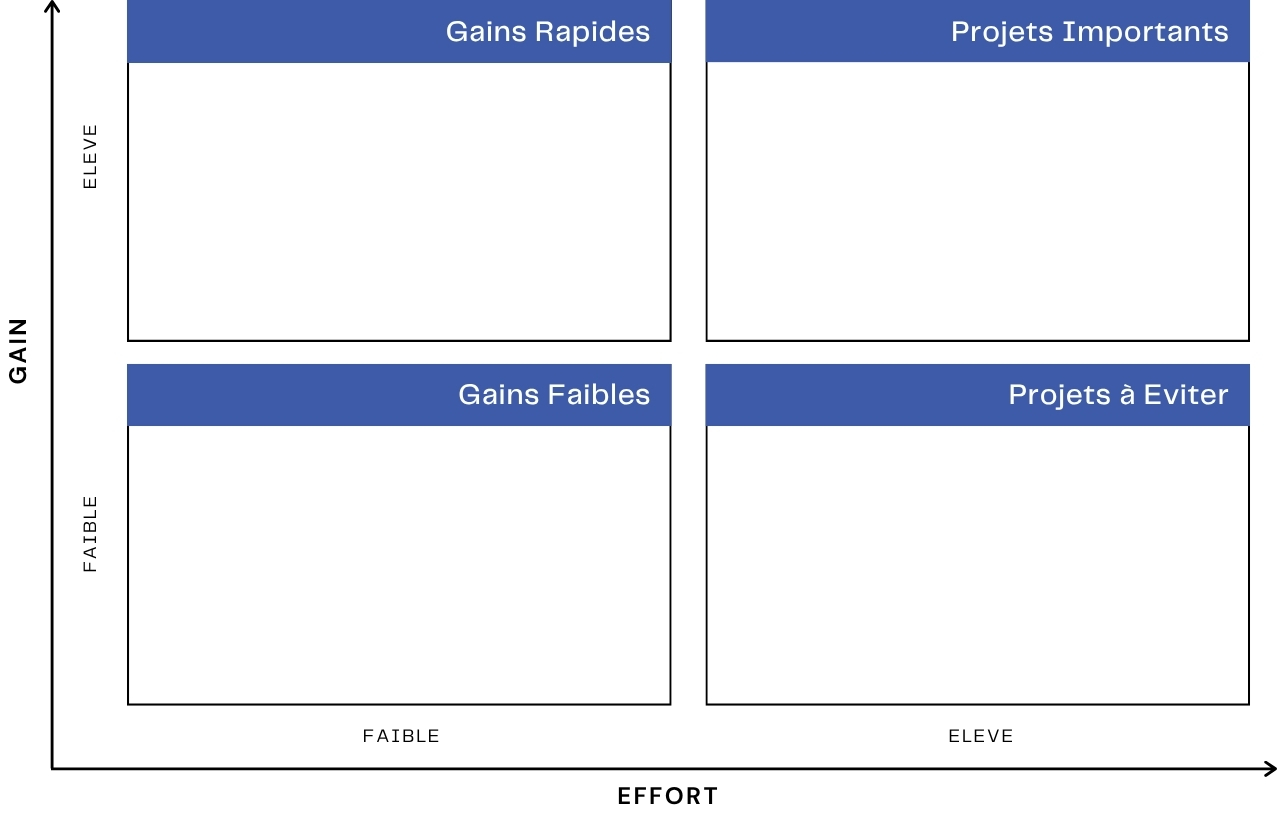 Gains Rapides
Projets Importants
ELEVE
GAIN
Gains Faibles
Projets à Eviter
FAIBLE
FAIBLE
ELEVE
EFFORT